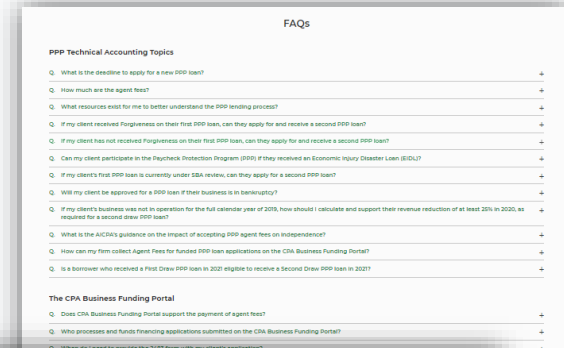 FAQs
PPP Technical Accounting Topics
Q. What is the deadline to apply for a new PPP loan? +
Q. How much are the agent fees? +
Q. What resources exist for me to better understand the PPP lending process? +
Q. If my client received Forgiveness on their first PPP loan, can they apply for and receive a second PPP loan? +
Q. If my client has not received Forgiveness on their first PPP loan, can they apply for and receive a second PPP loan? +
Q. Can my client participate in the Paycheck Protection Program (PPP) if they received an Economic Injury Disaster Loan (EIDL)? +
Q. If my client's first PPP loan is currently under SBA review, can they apply for a second PPP loan? +
Q. Will my client be approved for a PPP loan if their business is in bankruptcy? +
Q. If my client's business was not in operation for the full calendar year of 2019, how should I calculate and support their revenue reduction of at least 25% in 2020, as +
required for a second draw PPP loan?
Q. What is the AICPA's guidance on the impact of accepting PPP agent fees on independence? +
Q. How can my firm collect Agent Fees for funded PPP loan applications on the CPA Business Funding Portal? +
Q. Is a borrower who received a First Draw PPP loan in 2021 eligible to receive a Second Draw PPP loan in 2021? +
The CPA Business Funding Portal
Q. Does CPA Business Funding Portal support the payment of agent fees? +
Q. Who processes and funds financing applications submitted on the CPA Business Funding Portal? +